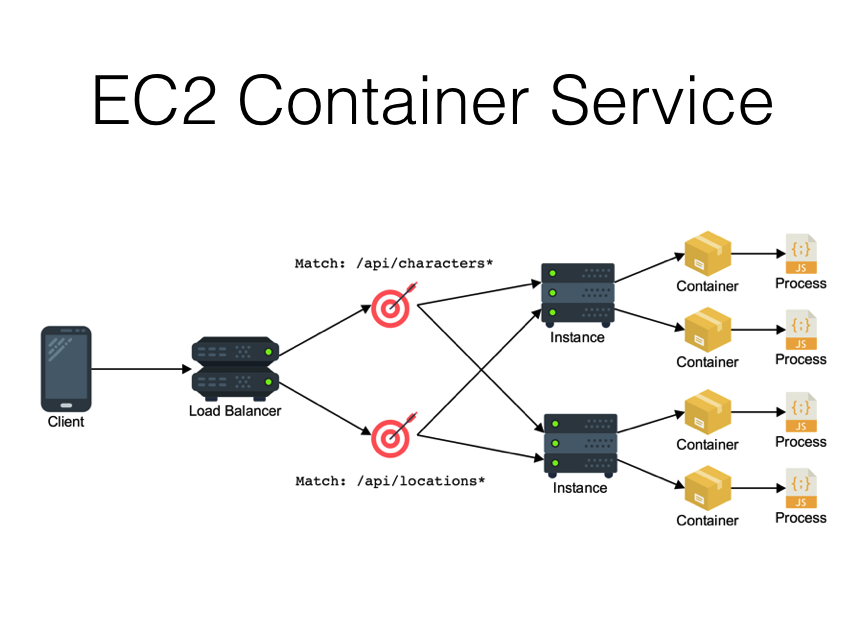 EC2 Container Service
Match: /api/characters*
Client
Load Balancer
Match: /api/locations*
Instance
Instance
Container
{;}
JS
Process
Container
{;}
JS
Process
Container
{;}
JS
Process
Container
{;}
JS
Process